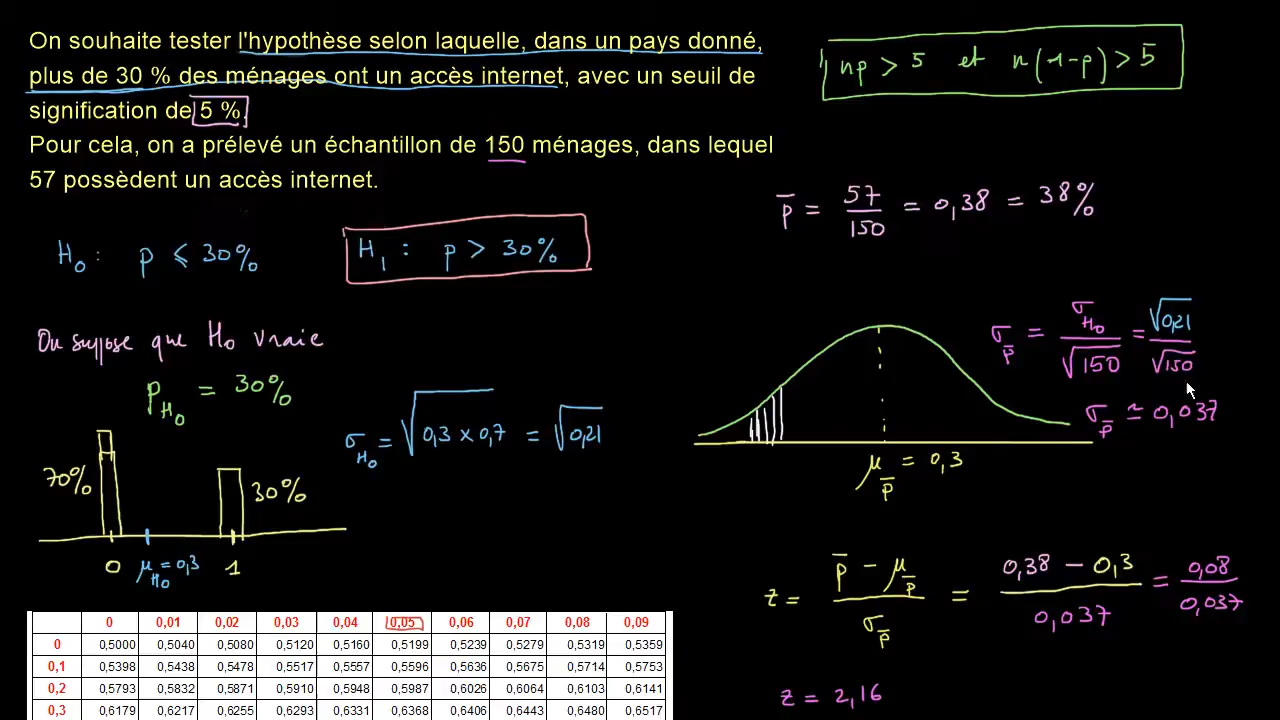 On souhaite tester l'hypothèse selon laquelle, dans un pays donné,
plus de 30 % des ménages ont un accès internet, avec un seuil de
signification de 5 %.
Pour cela, on a prélevé un échantillon de 150 ménages, dans lequel
57 possèdent un accès internet.
np > 5 et n(1-p) > 5
p̅ = 57/150 = 0,38 = 38%
H₀ : p ⩽ 30%
H₁ : p > 30%
On suppose que H₀ vraie
p_H₀ = 30%
σ_H₀ = √(0,3 × 0,7) = √0,21
70%
30%
0 μ_H₀ = 0,3 1
σ_p̅ = σ_H₀/√150 = √0,21/√150
σ_p̅ ≃ 0,037
μ_p̅ = 0,3
z = (p̅ - μ_p̅)/σ_p̅ = (0,38 - 0,3)/0,037 = 0,08/0,037
z = 2,16
0 0,01 0,02 0,03 0,04 0,05 0,06 0,07 0,08 0,09
0 0,5000 0,5040 0,5080 0,5120 0,5160 0,5199 0,5239 0,5279 0,5319 0,5359
0,1 0,5398 0,5438 0,5478 0,5517 0,5557 0,5596 0,5636 0,5675 0,5714 0,5753
0,2 0,5793 0,5832 0,5871 0,5910 0,5948 0,5987 0,6026 0,6064 0,6103 0,6141
0,3 0,6179 0,6217 0,6255 0,6293 0,6331 0,6368 0,6406 0,6443 0,6480 0,6517